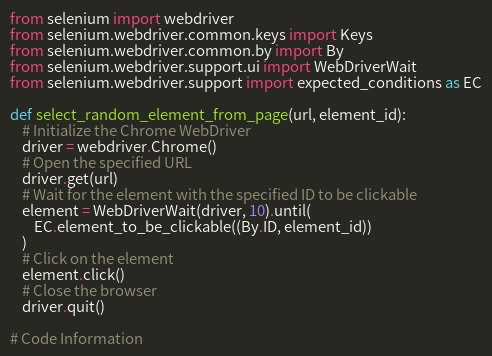 from selenium import webdriver
from selenium.webdriver.common.keys import Keys
from selenium.webdriver.common.by import By
from selenium.webdriver.support.ui import WebDriverWait
from selenium.webdriver.support import expected_conditions as EC

def select_random_element_from_page(url, element_id):
    # Initialize the Chrome WebDriver
    driver = webdriver.Chrome()
    # Open the specified URL
    driver.get(url)
    # Wait for the element with the specified ID to be clickable
    element = WebDriverWait(driver, 10).until(
        EC.element_to_be_clickable((By.ID, element_id))
    )
    # Click on the element
    element.click()
    # Close the browser
    driver.quit()

# Code Information